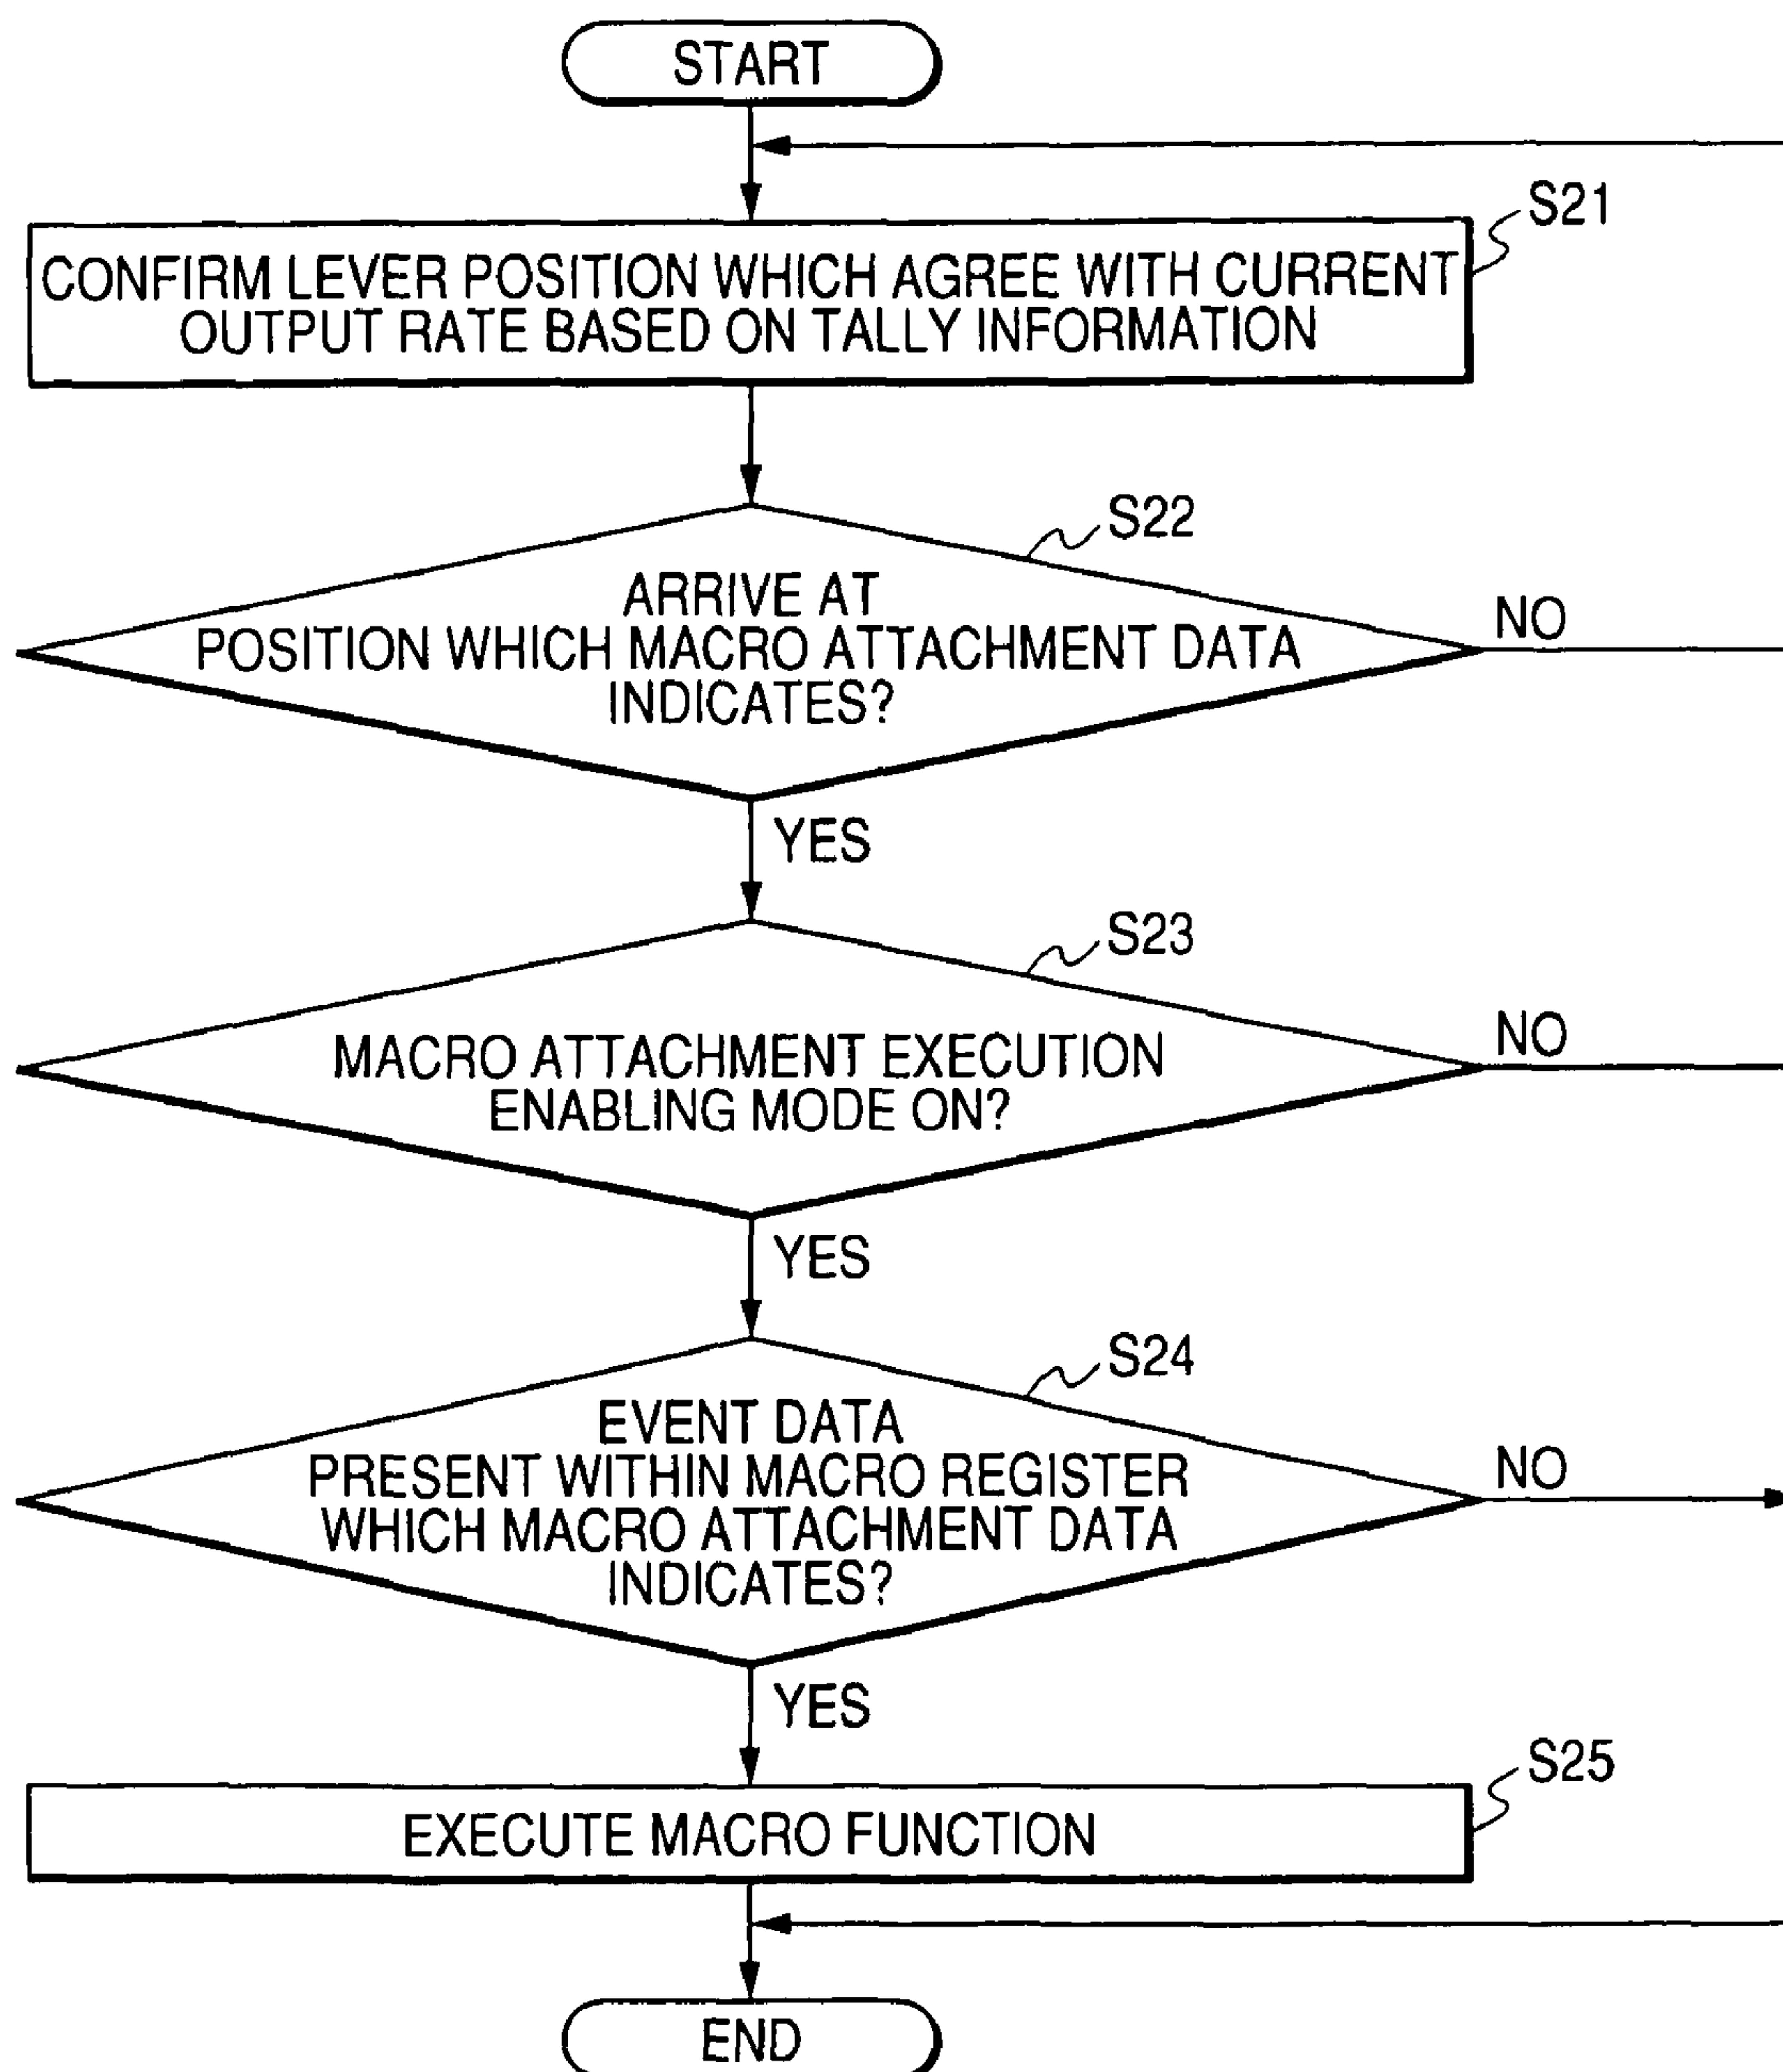 START
S21
CONFIRM LEVER POSITION WHICH AGREE WITH CURRENT
OUTPUT RATE BASED ON TALLY INFORMATION
S22
ARRIVE AT
POSITION WHICH MACRO ATTACHMENT DATA
INDICATES?
NO
YES
S23
MACRO ATTACHMENT EXECUTION
ENABLING MODE ON?
NO
YES
S24
EVENT DATA
PRESENT WITHIN MACRO REGISTER
WHICH MACRO ATTACHMENT DATA
INDICATES?
NO
YES
S25
EXECUTE MACRO FUNCTION
END